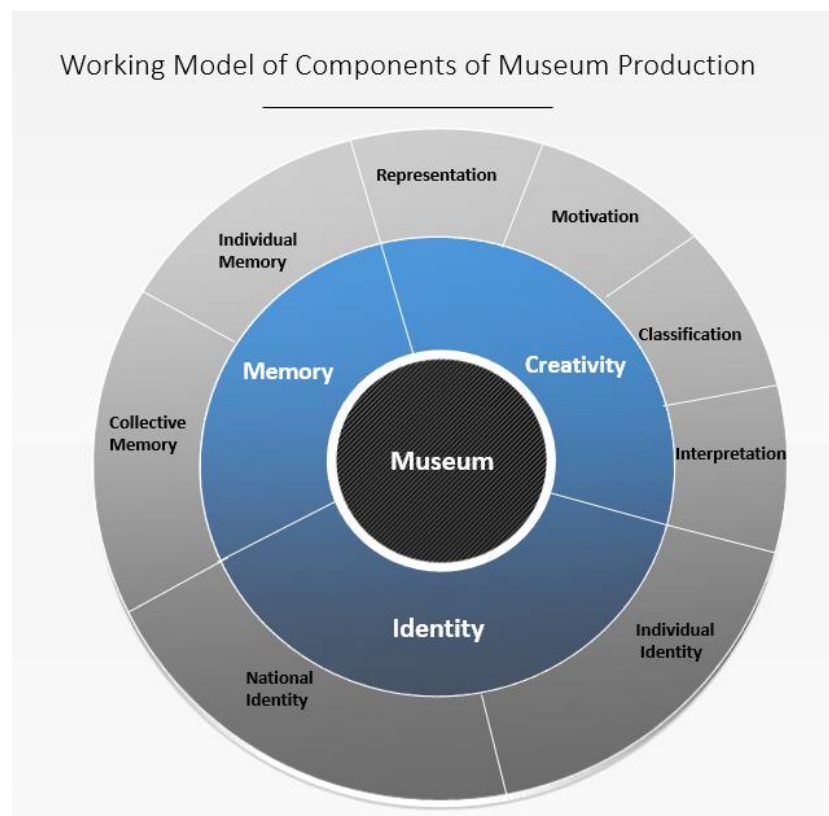 Working Model of Components of Museum Production
Representation
Motivation
Individual
Memory
Classification
Memory
Creativity
Collective
Memory
Interpretation
Museum
Identity
Individual
Identity
National
Identity